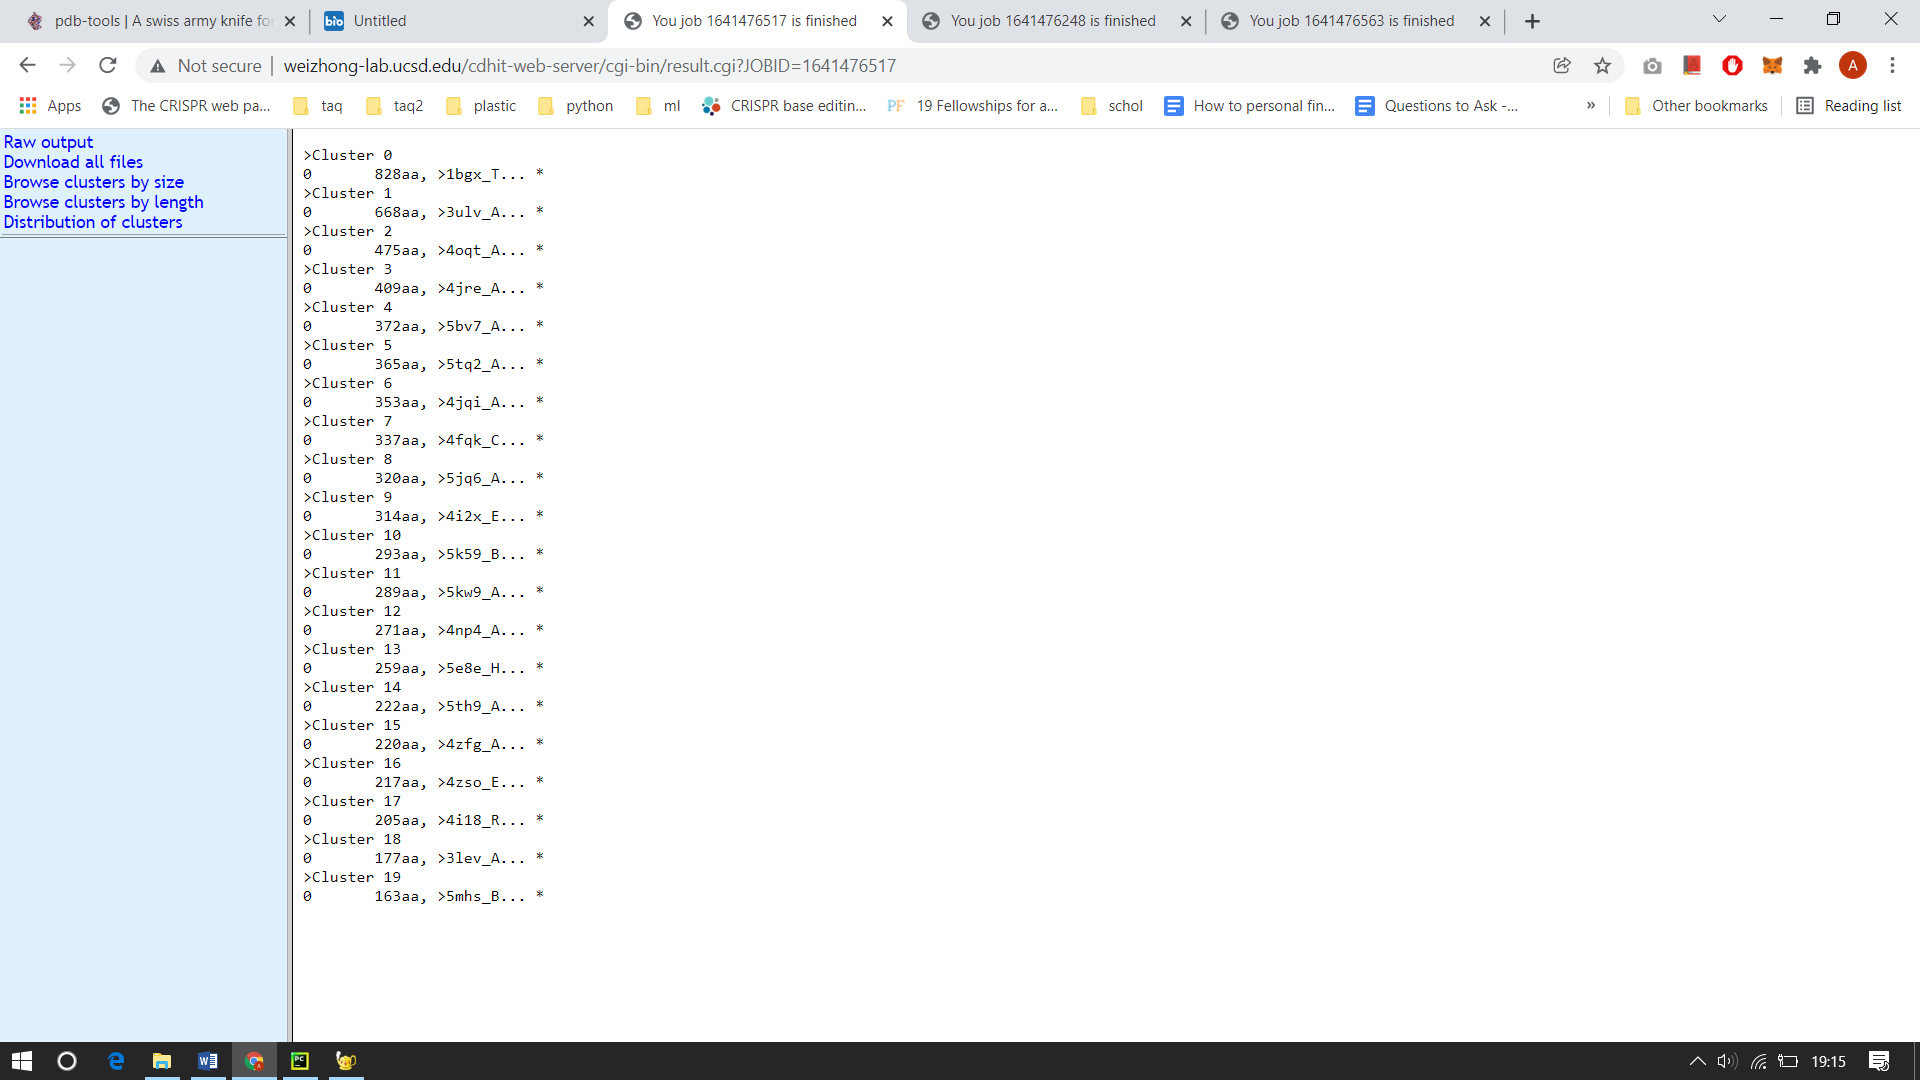 pdb-tools | A swiss army knife fo
Untitled
You job 1641476517 is finished
You job 1641476248 is finished
You job 1641476563 is finished
Not secure | weizhong-lab.ucsd.edu/cdhit-web-server/cgi-bin/result.cgi?JOBID=1641476517
A
Apps
The CRISPR web pa...
taq
taq2
plastic
python
ml
CRISPR base editin...
PF 19 Fellowships for a...
schol
How to personal fin...
Questions to Ask -...
»
Other bookmarks
Reading list
Raw output
Download all files
Browse clusters by size
Browse clusters by length
Distribution of clusters
>Cluster 0
0 828aa, >1bgx_T... *
>Cluster 1
0 668aa, >3ulv_A... *
>Cluster 2
0 475aa, >4oqt_A... *
>Cluster 3
0 409aa, >4jre_A... *
>Cluster 4
0 372aa, >5bv7_A... *
>Cluster 5
0 365aa, >5tq2_A... *
>Cluster 6
0 353aa, >4jqi_A... *
>Cluster 7
0 337aa, >4fqk_C... *
>Cluster 8
0 320aa, >5jq6_A... *
>Cluster 9
0 314aa, >4i2x_E... *
>Cluster 10
0 293aa, >5k59_B... *
>Cluster 11
0 289aa, >5kw9_A... *
>Cluster 12
0 271aa, >4np4_A... *
>Cluster 13
0 259aa, >5e8e_H... *
>Cluster 14
0 222aa, >5th9_A... *
>Cluster 15
0 220aa, >4zfg_A... *
>Cluster 16
0 217aa, >4zso_E... *
>Cluster 17
0 205aa, >4i18_R... *
>Cluster 18
0 177aa, >3lev_A... *
>Cluster 19
0 163aa, >5mhs_B... *
19:15